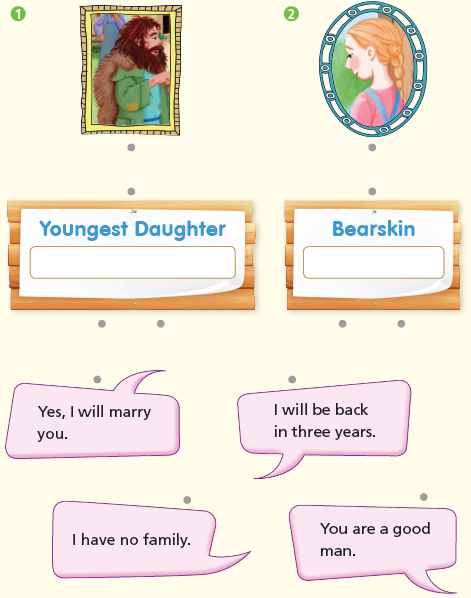 1
2
Youngest Daughter
Bearskin
Yes, I will marry
you.
I will be back
in three years.
I have no family.
You are a good
man.